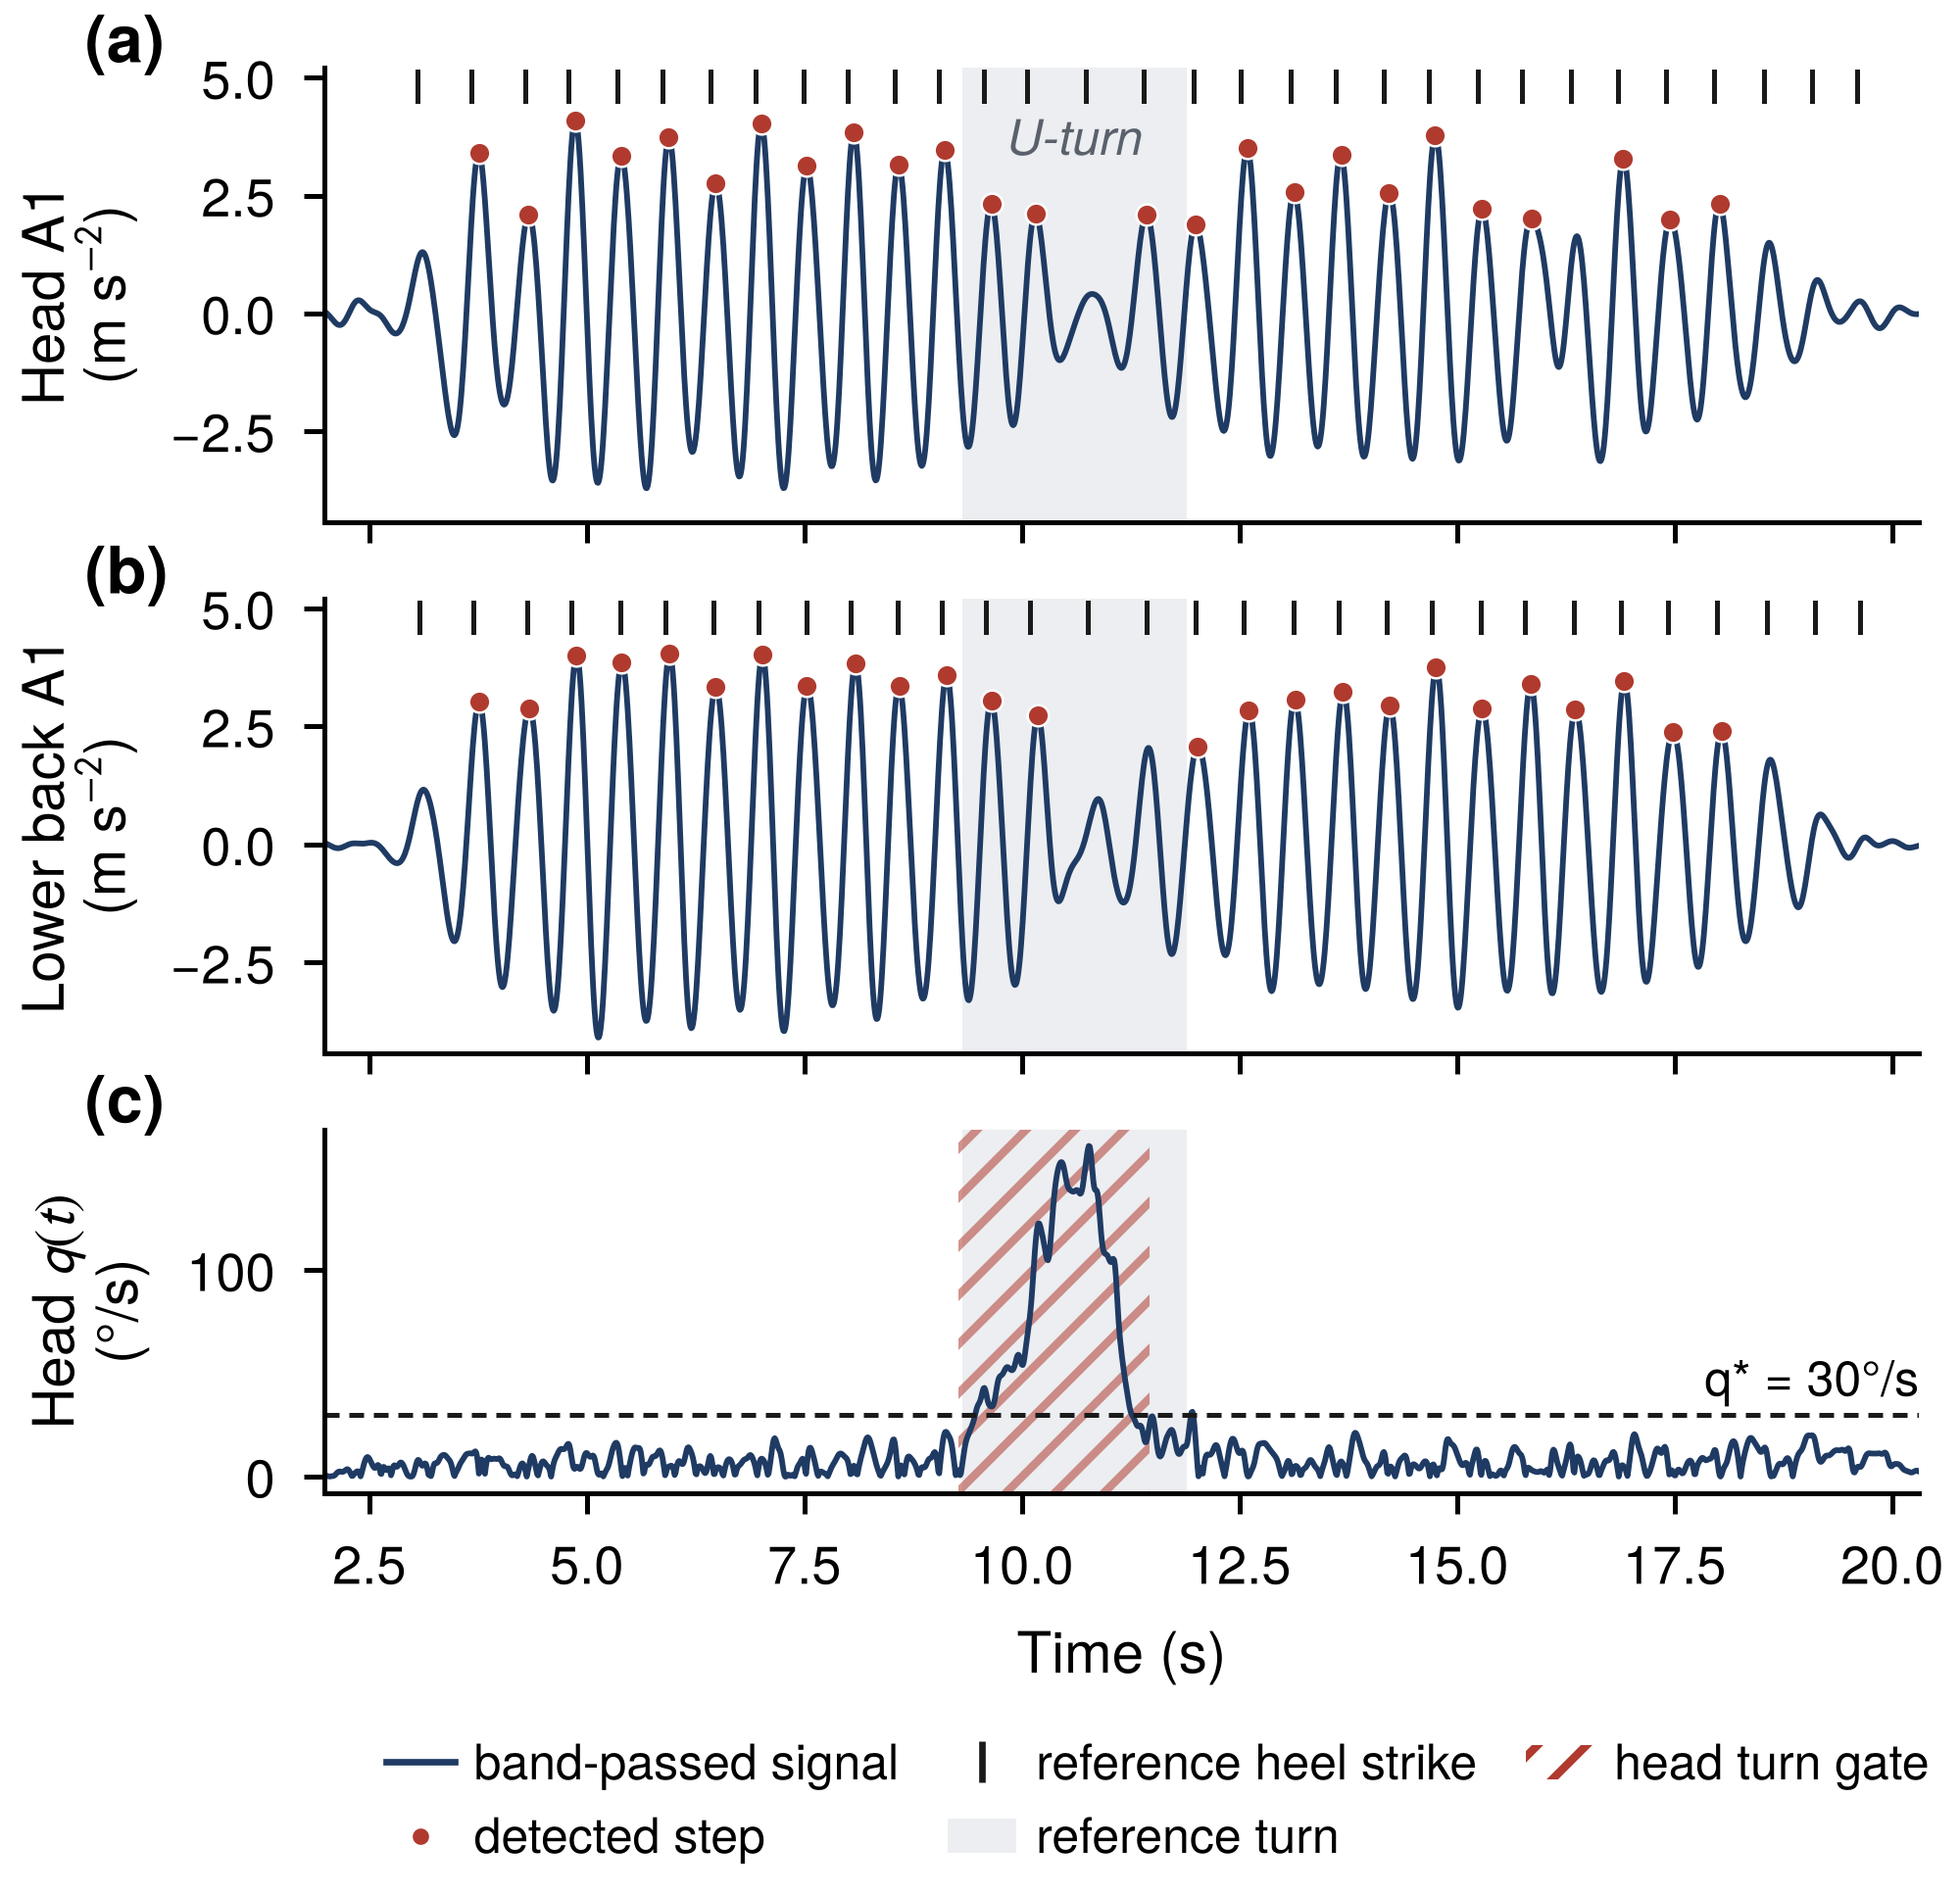 (a)
5.0
2.5
0.0
−2.5
Head A1
(m s⁻²)
U-turn
(b)
5.0
2.5
0.0
−2.5
Lower back A1
(m s⁻²)
(c)
100
0
Head q(t)
(°/s)
q* = 30°/s
2.5 5.0 7.5 10.0 12.5 15.0 17.5 20.0
Time (s)
band-passed signal reference heel strike head turn gate
detected step reference turn